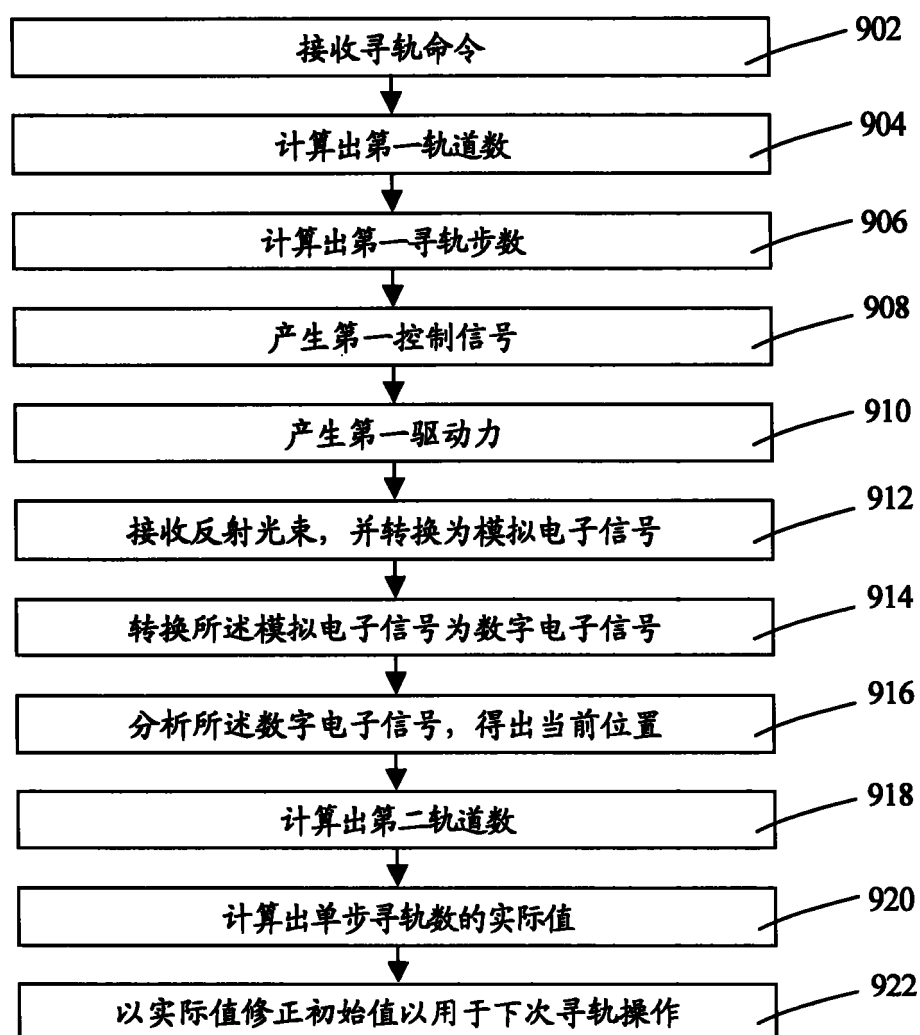 接收寻轨命令
902
计算出第一轨道数
904
计算出第一寻轨步数
906
产生第一控制信号
908
产生第一驱动力
910
接收反射光束，并转换为模拟电子信号
912
转换所述模拟电子信号为数字电子信号
914
分析所述数字电子信号，得出当前位置
916
计算出第二轨道数
918
计算出单步寻轨数的实际值
920
以实际值修正初始值以用于下次寻轨操作
922